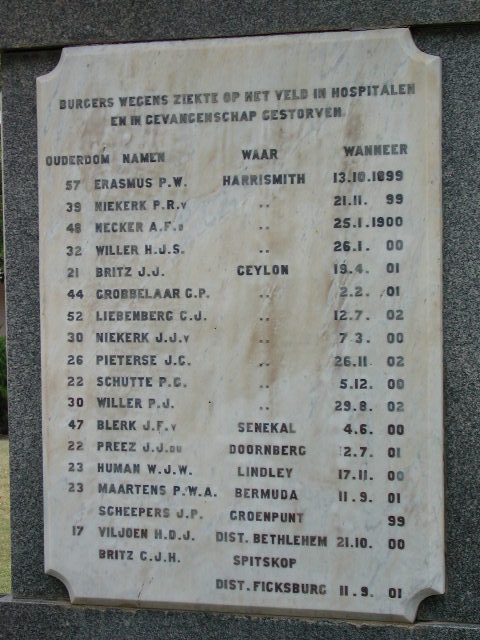 BURGERS WEGENS ZIEKTE OP HET VELD IN HOSPITALEN
EN IN GEVANGENSCHAP GESTORVEN.
OUDERDOM NAMEN WAAR WANNEER
57 ERASMUS P.W. HARRISMITH 13.10.1899
39 NIEKERK P.R.V „ 21.11. 99
48 NECKER A.F.D „ 25.1.1900
32 WILLER H.J.S. „ 26.1. 00
21 BRITZ J.J. CEYLON 19.4. 01
44 GROBBELAAR G.P. „ 2.2. 01
52 LIEBENBERG C.J. „ 12.7. 02
30 NIEKERK J.J.V „ 7.3. 00
26 PIETERSE J.C. „ 26.11 02
22 SCHUTTE P.G. „ 5.12. 00
30 WILLER P.J. „ 29.8. 02
47 BLERK J.F.V SENEKAL 4.6. 00
22 PREEZ J.J.DU DOORNBERG 12.7. 01
23 HUMAN W.J.W. LINDLEY 17.11. 00
23 MAARTENS P.W.A. BERMUDA 11.9. 01
SCHEEPERS J.P. GROENPUNT 99
17 VILJOEN H.D.J. DIST. BETHLEHEM 21.10. 00
BRITZ C.J.H. SPITSKOP
DIST. FICKSBURG 11.9. 01